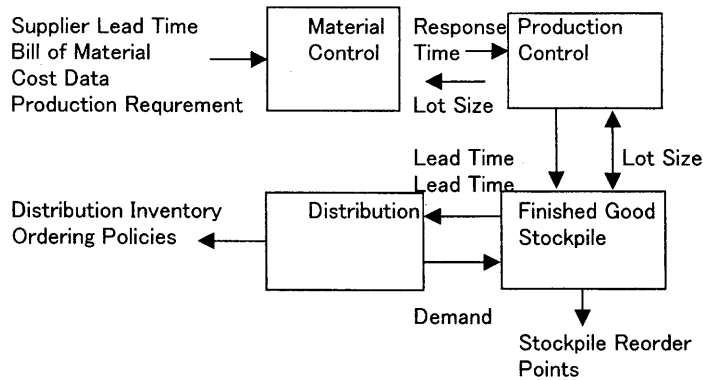 Supplier Lead Time
Bill of Material
Cost Data
Production Requrement
Material
Control
Response
Time
Lot Size
Production
Control
Lead Time
Lead Time
Lot Size
Distribution Inventory
Ordering Policies
Distribution
Finished Good
Stockpile
Demand
Stockpile Reorder
Points